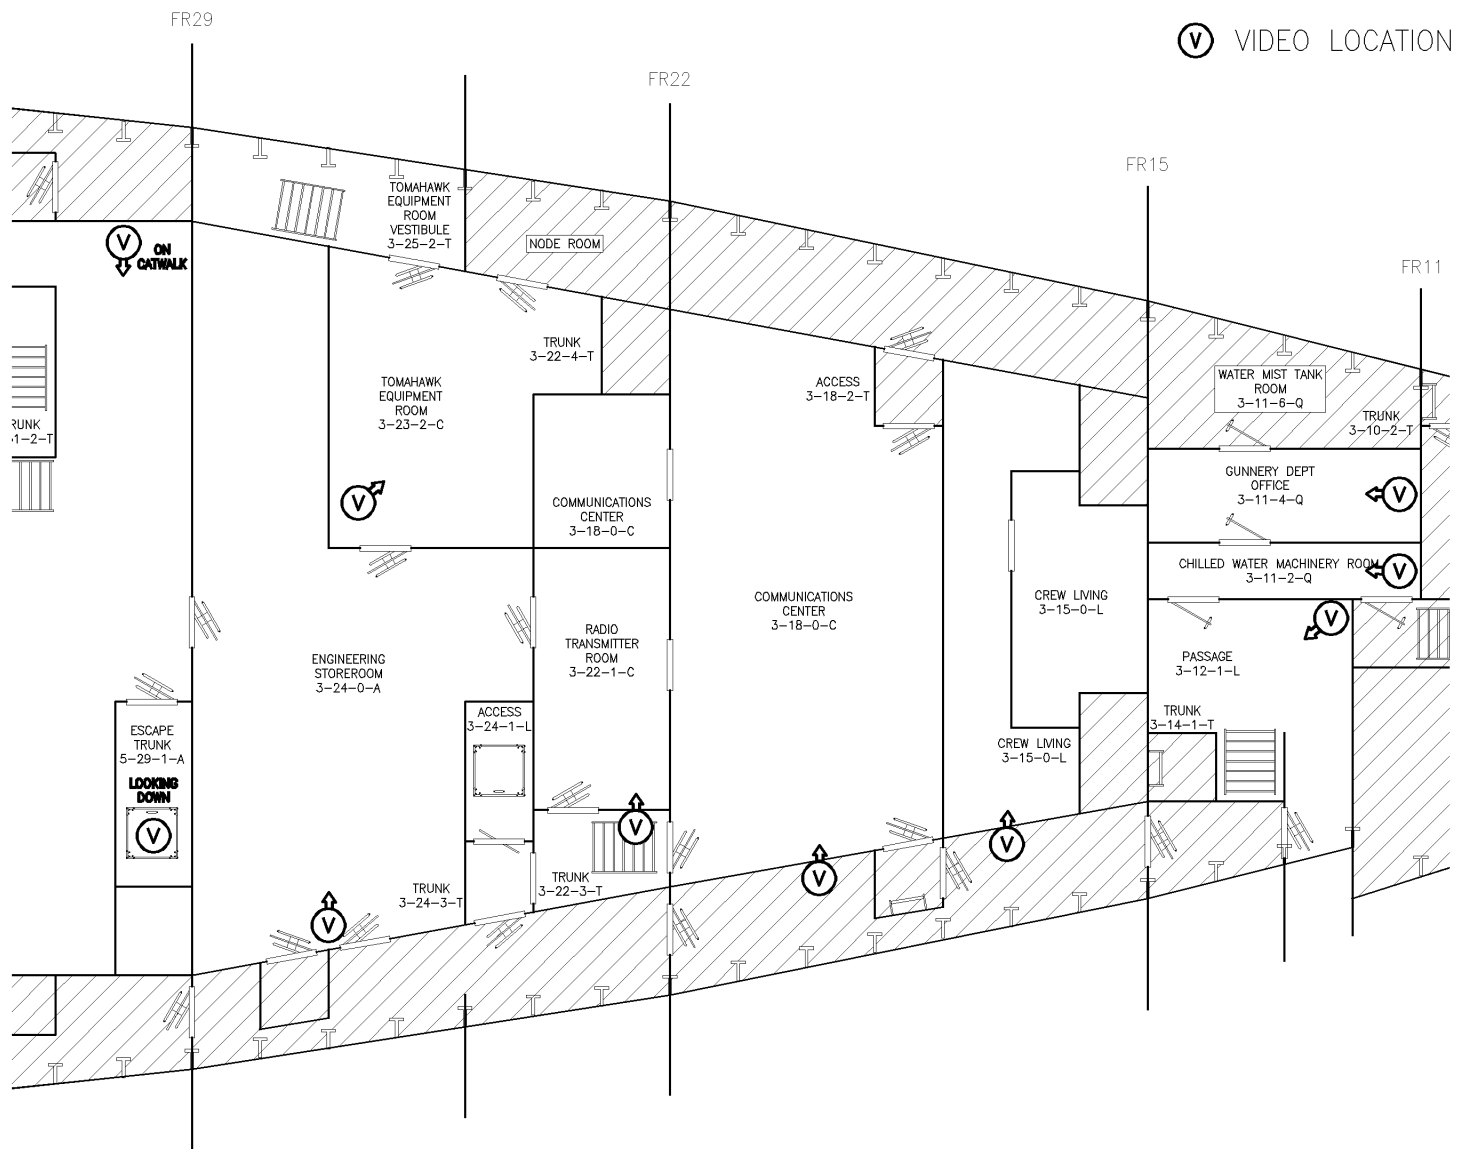 FR29
V VIDEO LOCATION
FR22
FR15
FR11
TOMAHAWK
EQUIPMENT
ROOM
VESTIBULE
3-25-2-T
NODE ROOM
V
ON
CATWALK
TRUNK
3-22-4-T
TOMAHAWK
EQUIPMENT
ROOM
3-23-2-C
ACCESS
3-18-2-T
WATER MIST TANK
ROOM
3-11-6-Q
TRUNK
3-10-2-T
RUNK
1-2-T
GUNNERY DEPT
OFFICE
3-11-4-Q
V
V
COMMUNICATIONS
CENTER
3-18-0-C
CHILLED WATER MACHINERY ROOM
3-11-2-Q
V
COMMUNICATIONS
CENTER
3-18-0-C
CREW LIVING
3-15-0-L
V
RADIO
TRANSMITTER
ROOM
3-22-1-C
ENGINEERING
STOREROOM
3-24-0-A
PASSAGE
3-12-1-L
ACCESS
3-24-1-L
TRUNK
3-14-1-T
ESCAPE
TRUNK
5-29-1-A
CREW LIVING
3-15-0-L
LOOKING
DOWN
V
V
V
V
TRUNK
3-22-3-T
TRUNK
3-24-3-T
V